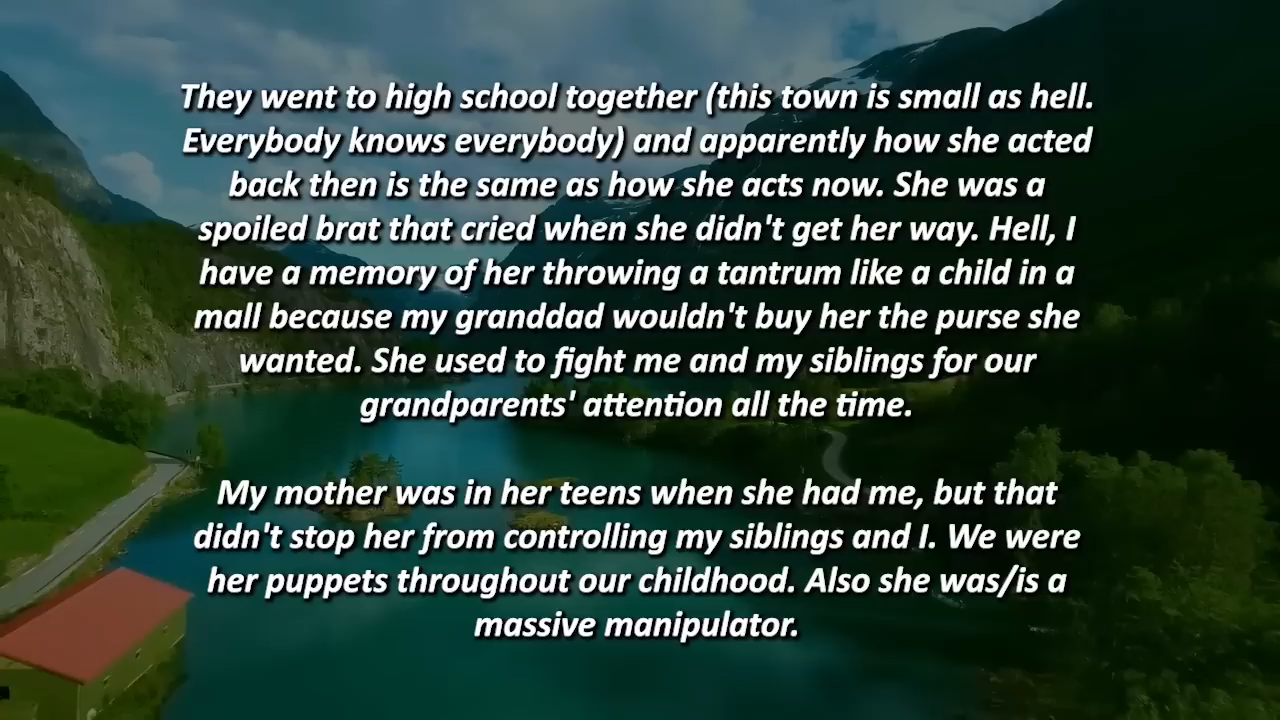 They went to high school together (this town is small as hell.
Everybody knows everybody) and apparently how she acted
back then is the same as how she acts now. She was a
spoiled brat that cried when she didn't get her way. Hell, I
have a memory of her throwing a tantrum like a child in a
mall because my granddad wouldn't buy her the purse she
wanted. She used to fight me and my siblings for our
grandparents' attention all the time.
My mother was in her teens when she had me, but that
didn't stop her from controlling my siblings and I. We were
her puppets throughout our childhood. Also she was/is a
massive manipulator.